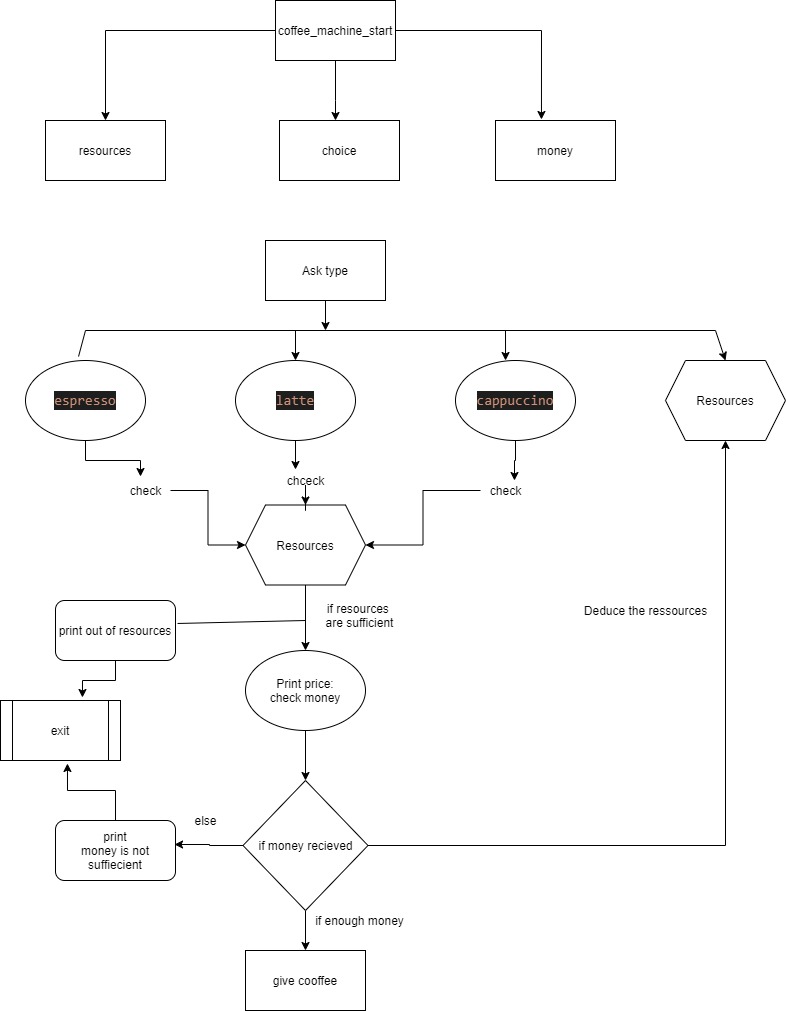 coffee_machine_start
resources
choice
money
Ask type
espresso
latte
cappuccino
Resources
check
chceck
check
Resources
if resources
are sufficient
print out of resources
Deduce the ressources
Print price:
check money
exit
else
print
money is not
suffiecient
if money recieved
if enough money
give cooffee